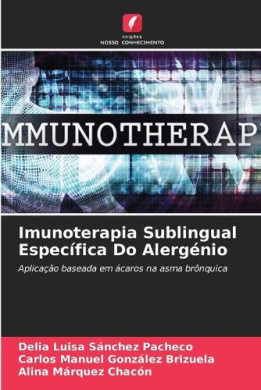 edições
NOSSO CONHECIMENTO
MMUNOTHERAP
Imunoterapia Sublingual
Específica Do Alergénio
Aplicação baseada em ácaros na asma brônquica
Delia Luisa Sánchez Pacheco
Carlos Manuel González Brizuela
Alina Márquez Chacón